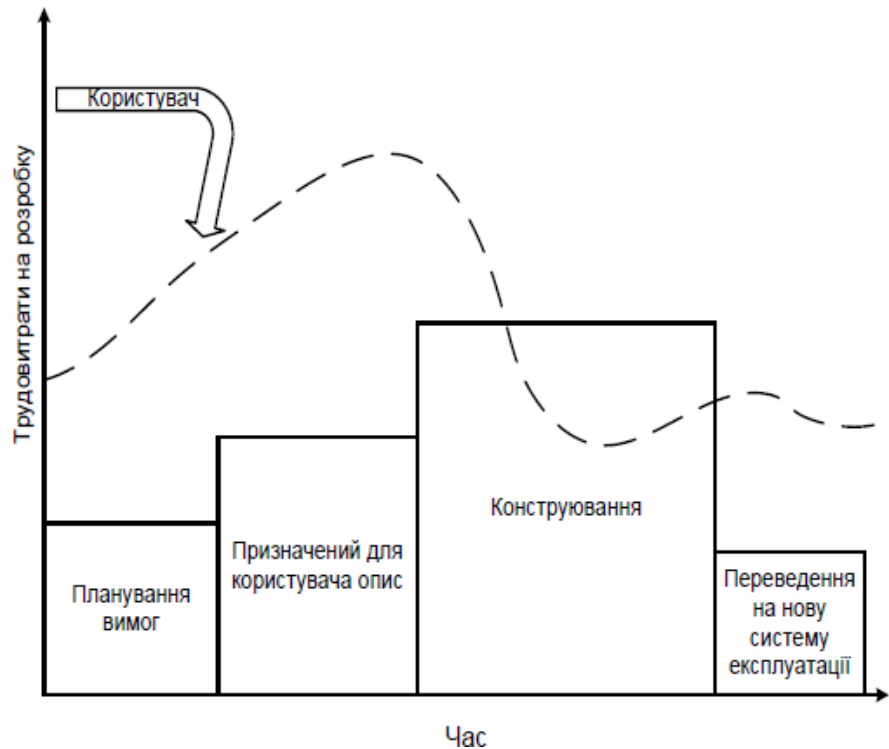 Трудовитрати на розробку
Користувач
Планування
вимог
Призначений для
користувача опис
Конструювання
Переведення
на нову
систему
експлуатації
Час